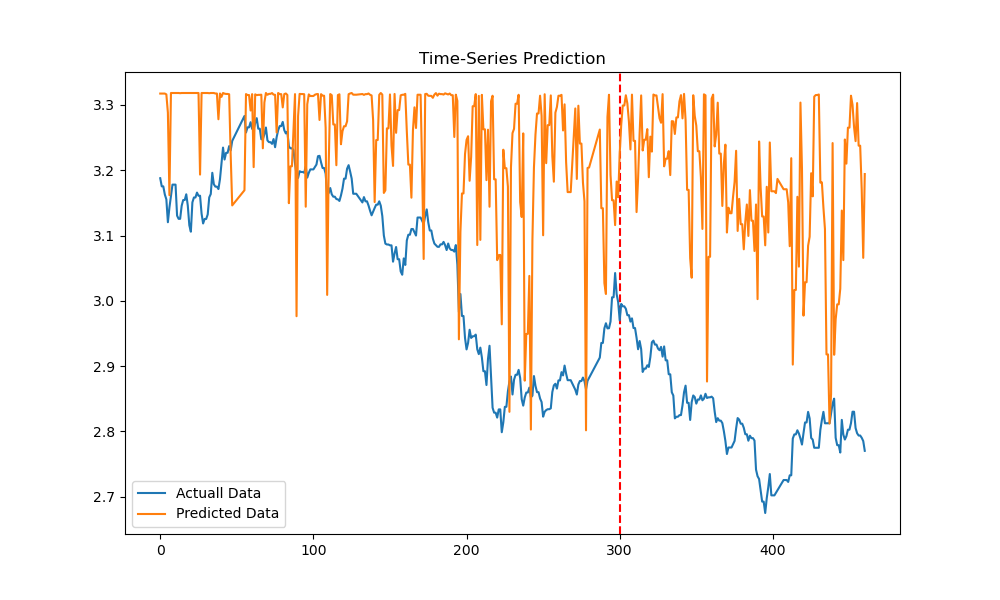 Time-Series Prediction
3.3
3.2
3.1
3.0
2.9
2.8
2.7
Actuall Data
Predicted Data
0 100 200 300 400